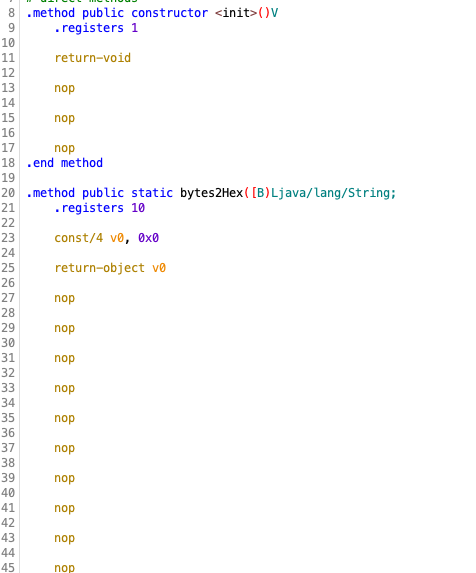 # direct methods
8 .method public constructor <init>()V
9     .registers 1
10
11     return-void
12
13     nop
14
15     nop
16
17     nop
18 .end method
19
20 .method public static bytes2Hex([B)Ljava/lang/String;
21     .registers 10
22
23     const/4 v0, 0x0
24
25     return-object v0
26
27     nop
28
29     nop
30
31     nop
32
33     nop
34
35     nop
36
37     nop
38
39     nop
40
41     nop
42
43     nop
44
45     nop